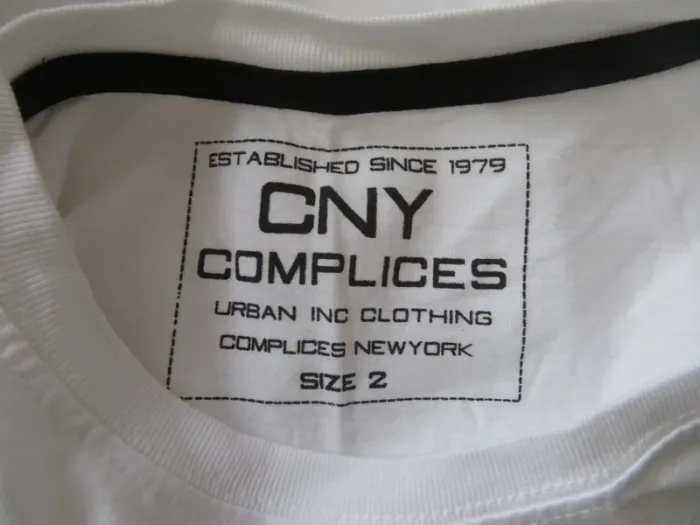 ESTABLISHED SINCE 1979
CNY
COMPLICES
URBAN INC CLOTHING
COMPLICES NEWYORK
SIZE 2